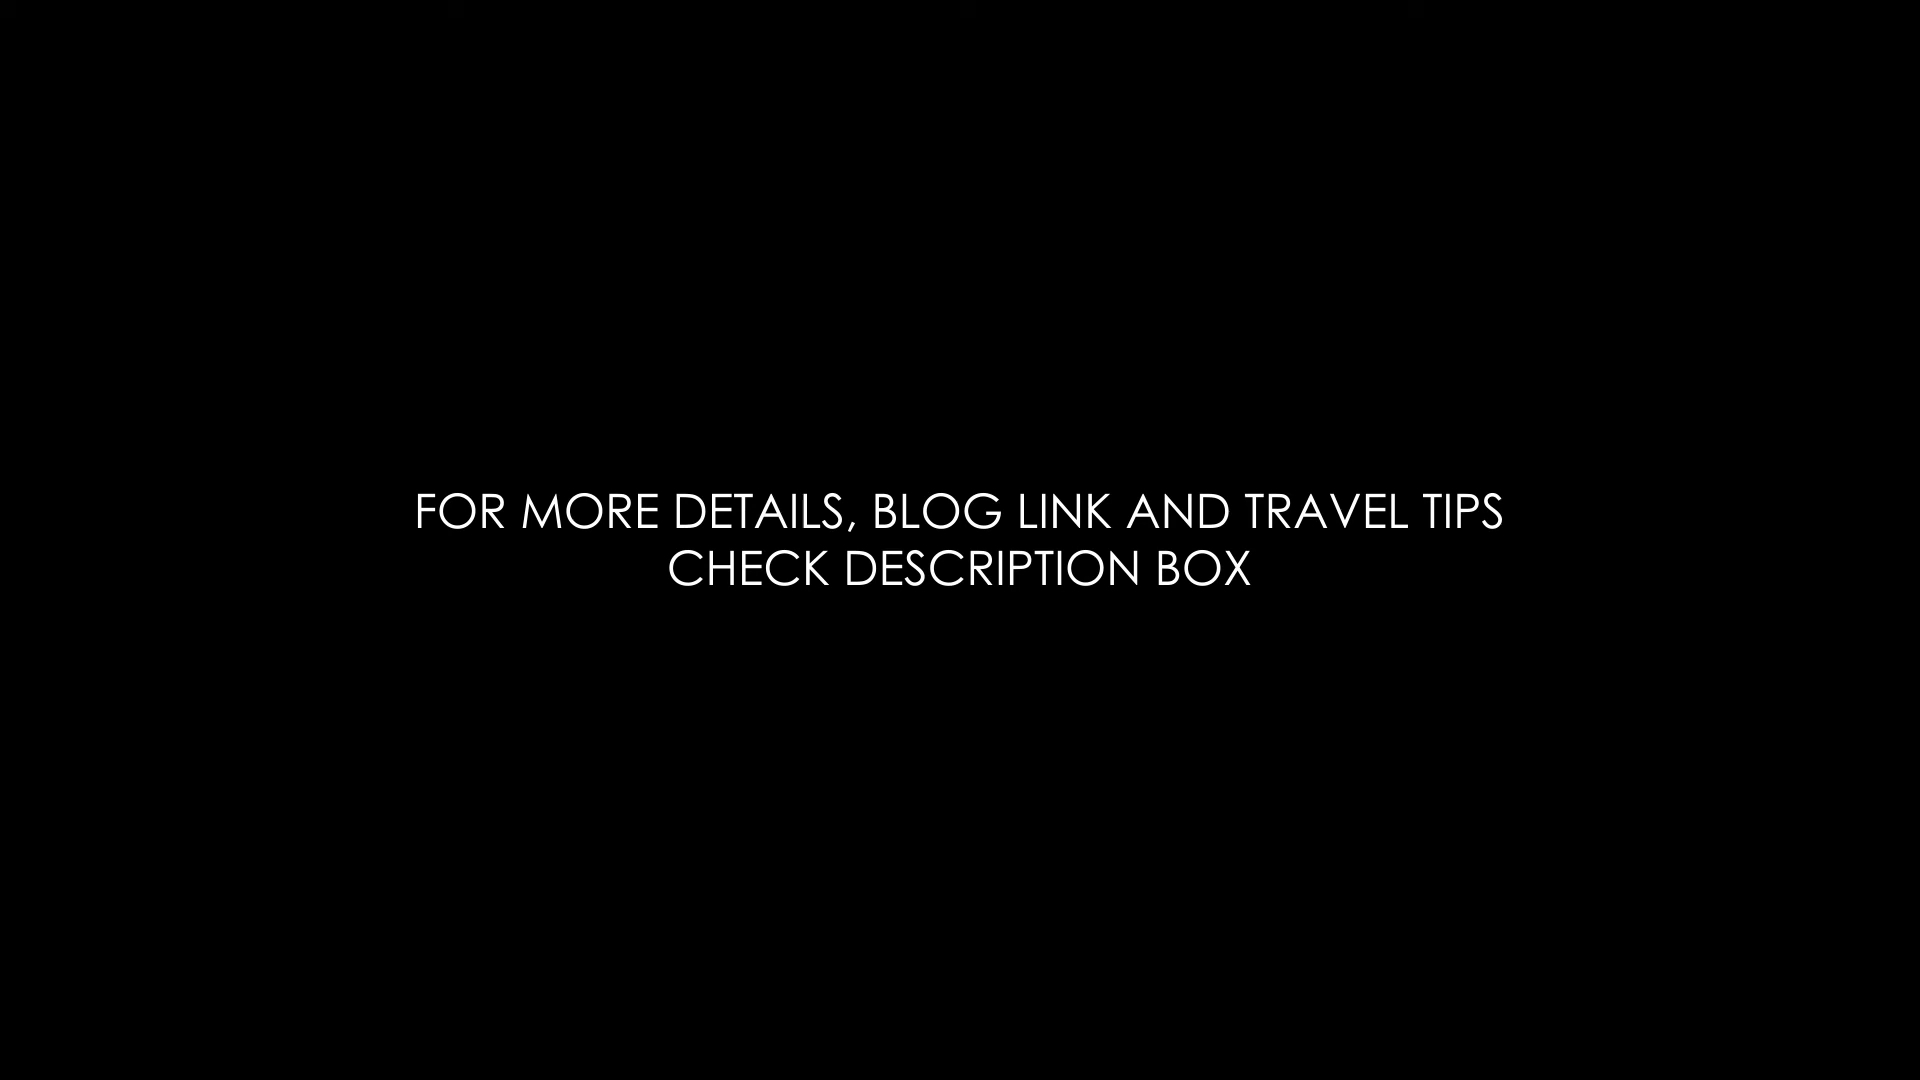 FOR MORE DETAILS, BLOG LINK AND TRAVEL TIPS
CHECK DESCRIPTION BOX